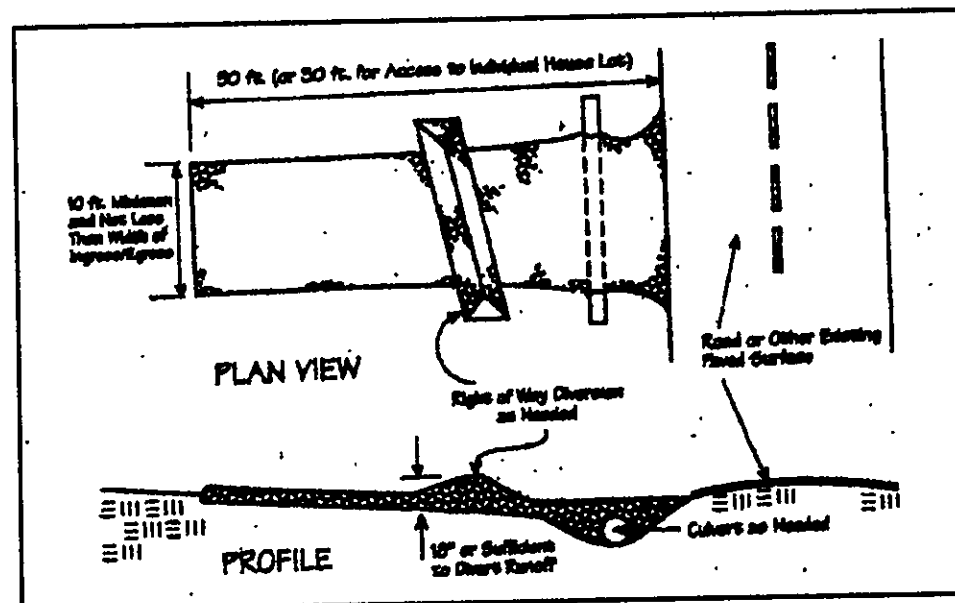 50 ft. (or 30 ft. for Access to Individual House Lot)
10 ft. Minimum
and Not Less
Than Width of
Ingress/Egress
PLAN VIEW
Right of Way Diversion
as Needed
Road or Other Existing
Paved Surface
Culvert as Needed
18" or Sufficient
to Divert Runoff
PROFILE